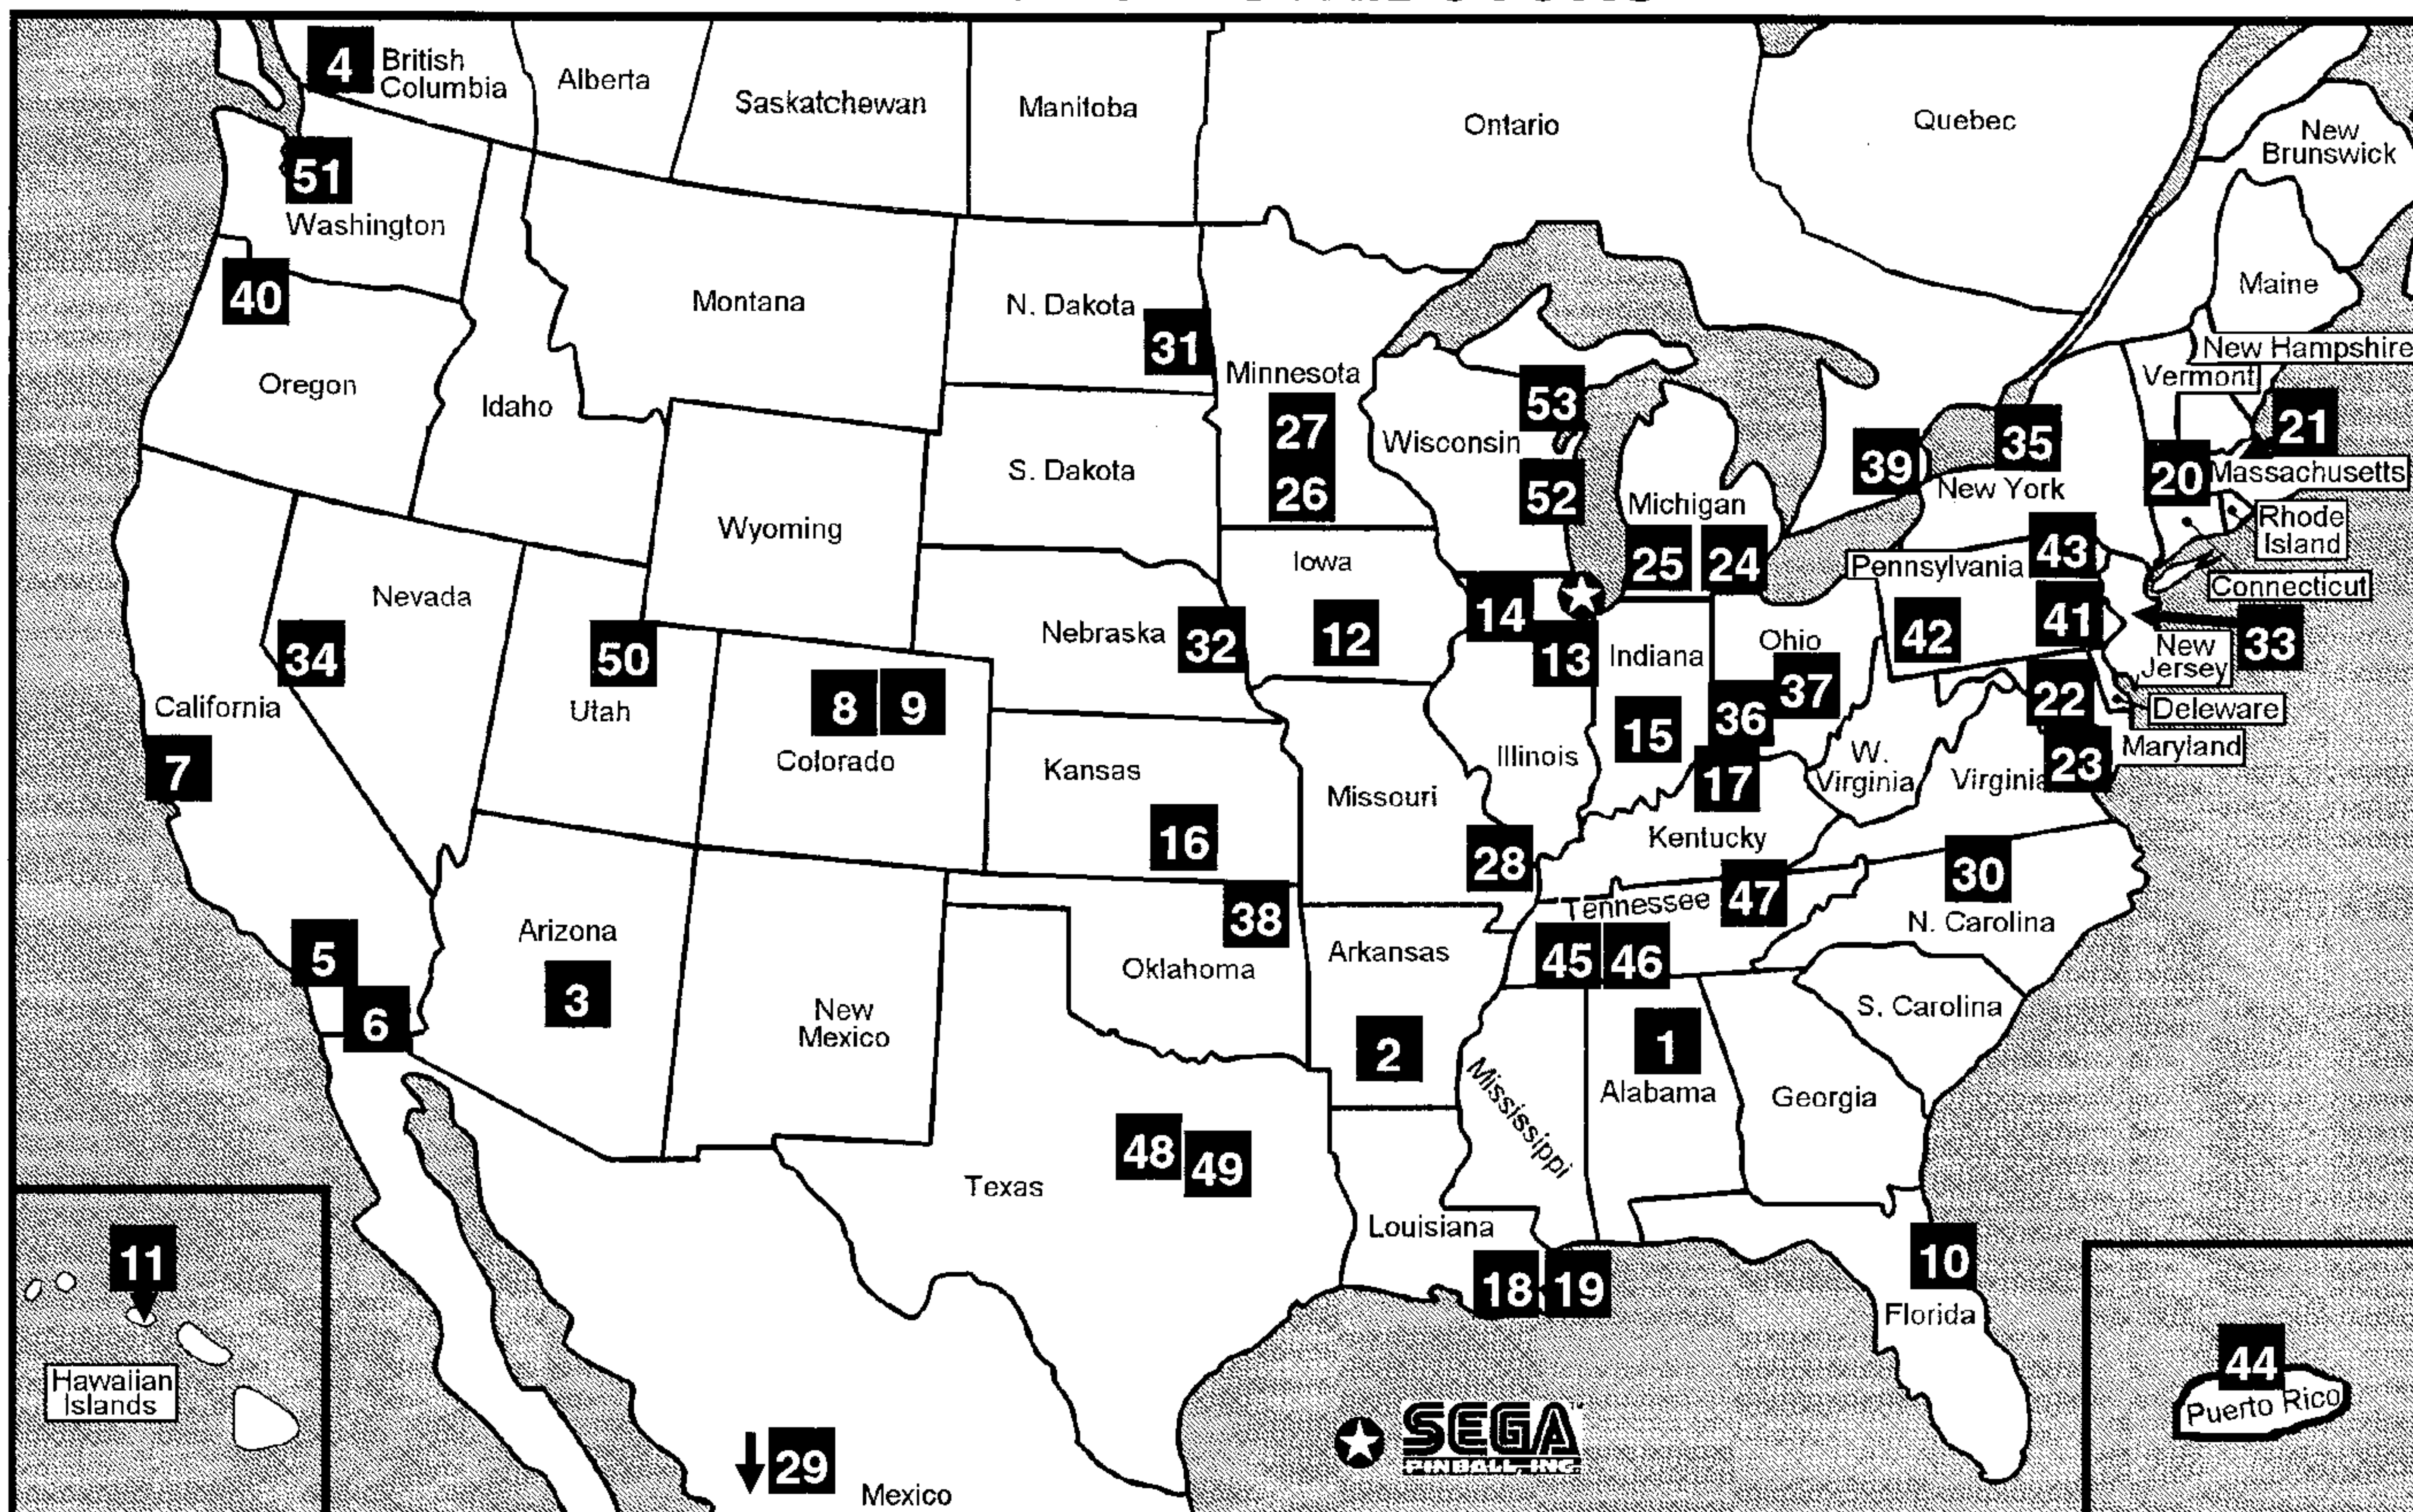 4
British
Columbia
Alberta
Saskatchewan
Manitoba
Ontario
Quebec
New
Brunswick
51
Washington
40
Oregon
Idaho
Montana
N. Dakota
31
Minnesota
27
26
53
Wisconsin
52
Michigan
25
24
39
35
New York
Maine
New Hampshire
Vermont
21
20
Massachusetts
Rhode
Island
Connecticut
43
Pennsylvania
41
42
33
New
Jersey
22
Deleware
Maryland
23
S. Dakota
Wyoming
Nevada
34
California
7
50
Utah
8
9
Colorado
Nebraska
32
Iowa
12
14
13
Indiana
15
Ohio
37
36
17
Illinois
W.
Virginia
Virginia
Kansas
16
Missouri
28
Kentucky
Tennessee
47
30
N. Carolina
45
46
5
6
Arizona
3
New
Mexico
38
Oklahoma
Arkansas
2
Mississippi
1
Alabama
Georgia
S. Carolina
48
49
Texas
Louisiana
18
19
10
Florida
11
Hawaiian
Islands
29
Mexico
SEGA™
PINBALL, INC.
44
Puerto Rico